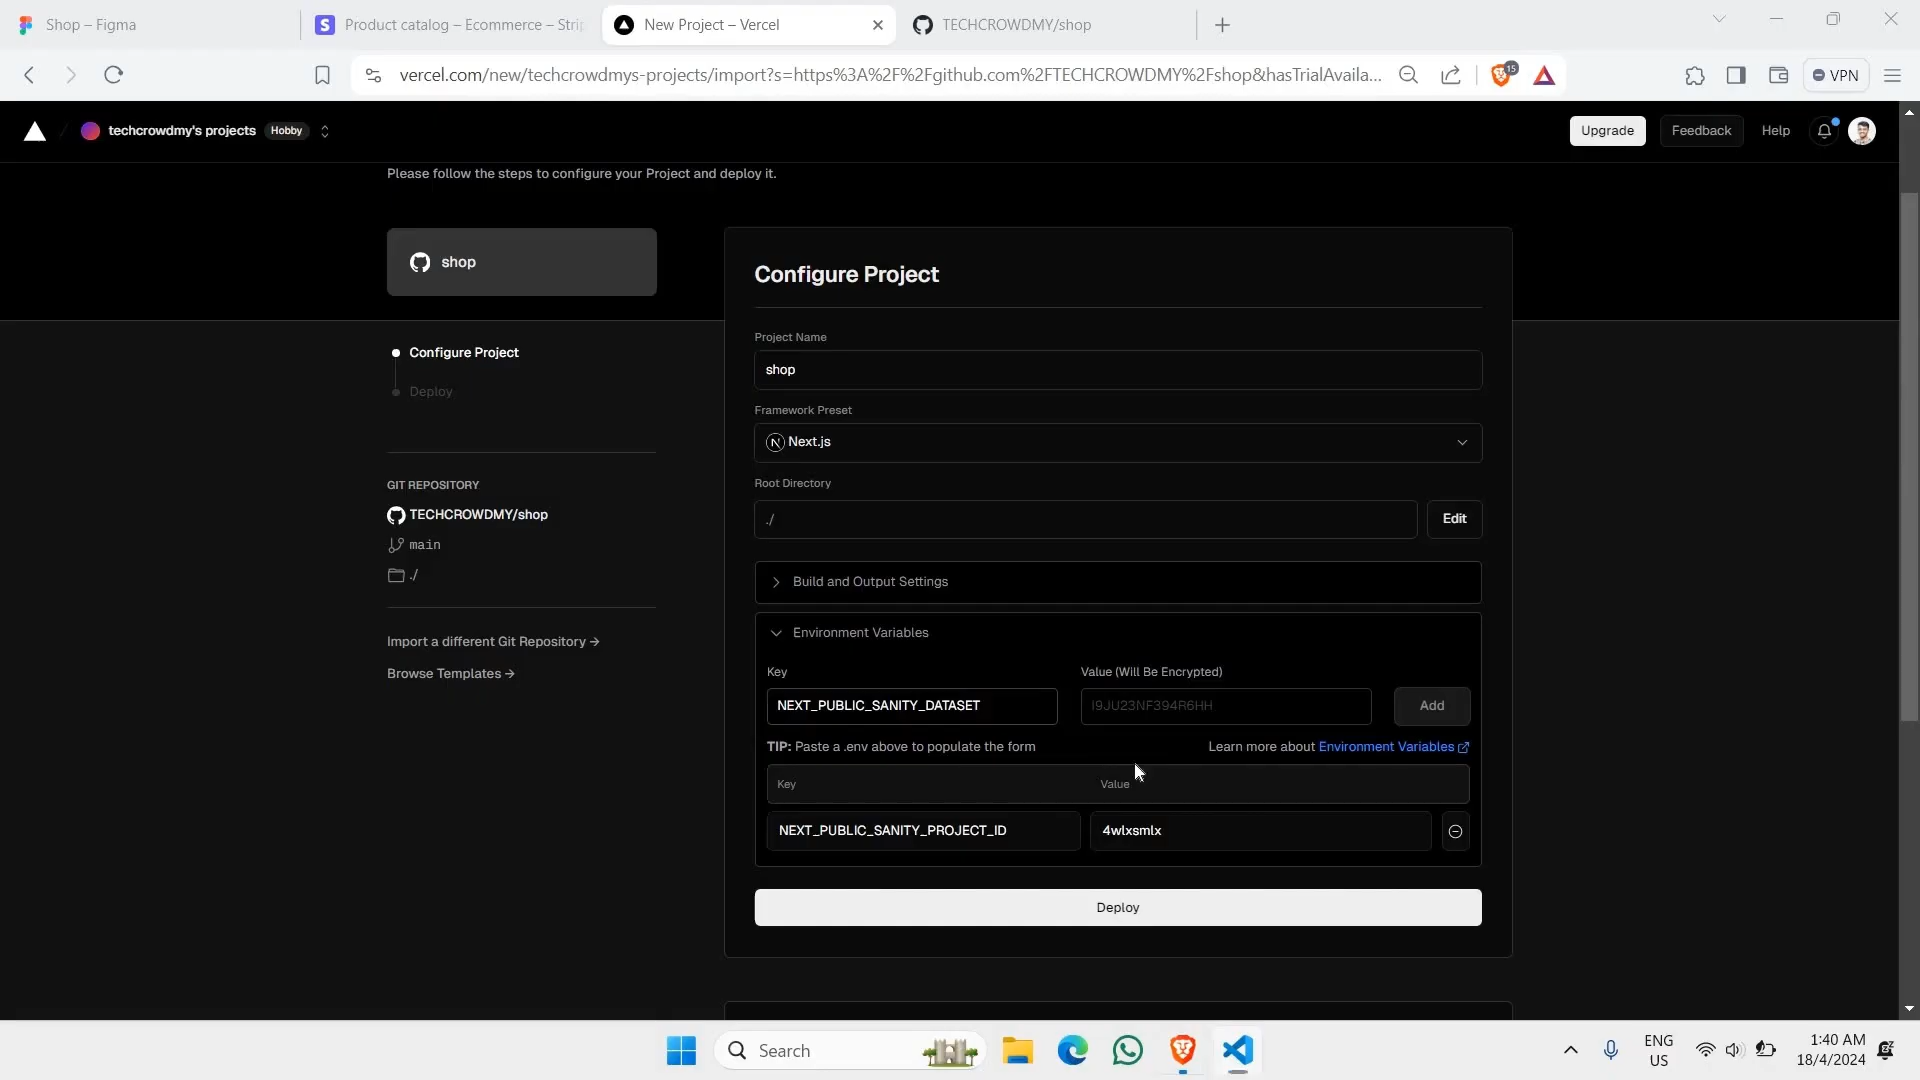 Shop – Figma
Product catalog – Ecommerce – Strip
New Project – Vercel
TECHCROWDMY/shop
vercel.com/new/techcrowdmys-projects/import?s=https%3A%2F%2Fgithub.com%2FTECHCROWDMY%2Fshop&hasTrialAvaila...
15
VPN
techcrowdmy's projects
Hobby
Upgrade
Feedback
Help
Please follow the steps to configure your Project and deploy it.
shop
Configure Project
Deploy
GIT REPOSITORY
TECHCROWDMY/shop
main
./
Import a different Git Repository →
Browse Templates →
Configure Project
Project Name
shop
Framework Preset
Next.js
Root Directory
./
Edit
Build and Output Settings
Environment Variables
Key
Value (Will Be Encrypted)
NEXT_PUBLIC_SANITY_DATASET
I9JU23NF394R6HH
Add
TIP: Paste a .env above to populate the form
Learn more about Environment Variables
Key
Value
NEXT_PUBLIC_SANITY_PROJECT_ID
4wlxsmlx
Deploy
Search
ENG
US
1:40 AM
18/4/2024